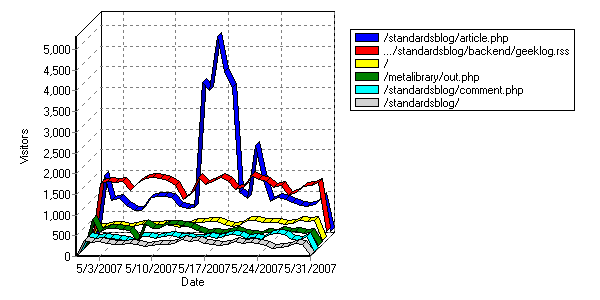 5,000
4,500
4,000
3,500
3,000
2,500
2,000
1,500
1,000
500
0
Visitors
5/3/2007 5/10/2007 5/17/2007 5/24/2007 5/31/2007
Date
/standardsblog/article.php
.../standardsblog/backend/geeklog.rss
/
/metalibrary/out.php
/standardsblog/comment.php
/standardsblog/